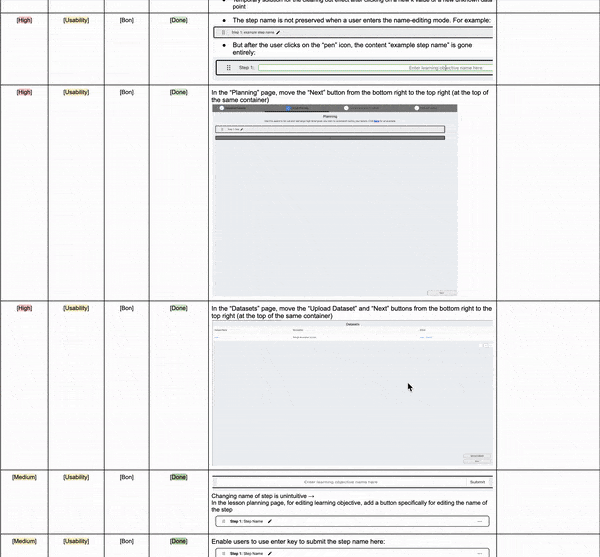 Temporary solution for the clearing but effect after clicking on a new k value or a new unknown data
point
[High] [Usability] [Bon] [Done]
● The step name is not preserved when a user enters the name-editing mode. For example:
Step 1: example step name
● But after the user clicks on the “pen” icon, the content “example step name” is gone
entirely:
Step 1: Enter learning objective name here
[High] [Usability] [Bon] [Done]
In the “Planning” page, move the “Next” button from the bottom right to the top right (at the top of
the same container)
Planning
[High] [Usability] [Bon] [Done]
In the “Datasets” page, move the “Upload Dataset” and “Next” buttons from the bottom right to the
top right (at the top of the same container)
Datasets
[Medium] [Usability] [Bon] [Done]
Enter learning objective name here Submit
Changing name of step is unintuitive →
In the lesson planning page, for editing learning objective, add a button specifically for editing the name of
the step
Step 1: Step Name
[Medium] [Usability] [Bon] [Done]
Enable users to use enter key to submit the step name here:
Step 1: Step Name